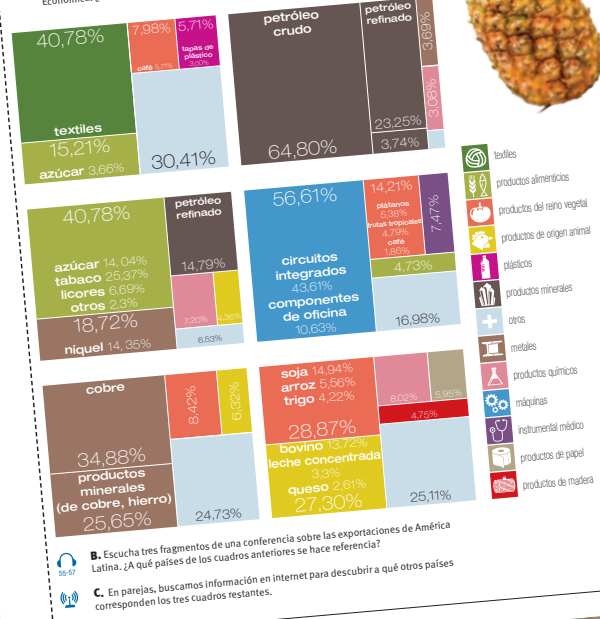 40,78%
textiles
15,21%
azúcar 3,66%
7,98%
café 5,71%
5,71%
tapas de
plástico
3,00%
30,41%
petróleo
crudo
64,80%
petróleo
refinado
23,25%
3,74%
3,69%
3,08%
40,78%
azúcar 14,04%
tabaco 25,37%
licores 6,69%
otros 2,3%
18,72%
níquel 14,35%
petróleo
refinado
14,79%
7,20%
4,36%
6,53%
56,61%
circuitos
integrados
43,61%
componentes
de oficina
10,63%
14,21%
plátanos
5,38%
frutas tropicales
4,79%
café
1,86%
7,47%
4,73%
16,98%
cobre
34,88%
productos
minerales
(de cobre, hierro)
25,65%
8,42%
6,32%
24,73%
soja 14,94%
arroz 5,56%
trigo 4,22%
28,87%
bovino 13,72%
leche concentrada
3,3%
queso 2,61%
27,30%
8,02%
5,95%
4,75%
25,11%
textiles
productos alimenticios
productos del reino vegetal
productos de origen animal
plásticos
productos minerales
otros
metales
productos químicos
máquinas
instrumental médico
productos de papel
productos de madera
55-57
B. Escucha tres fragmentos de una conferencia sobre las exportaciones de América
Latina. ¿A qué países de los cuadros anteriores se hace referencia?
C. En parejas, buscamos información en internet para descubrir a qué otros países
corresponden los tres cuadros restantes.